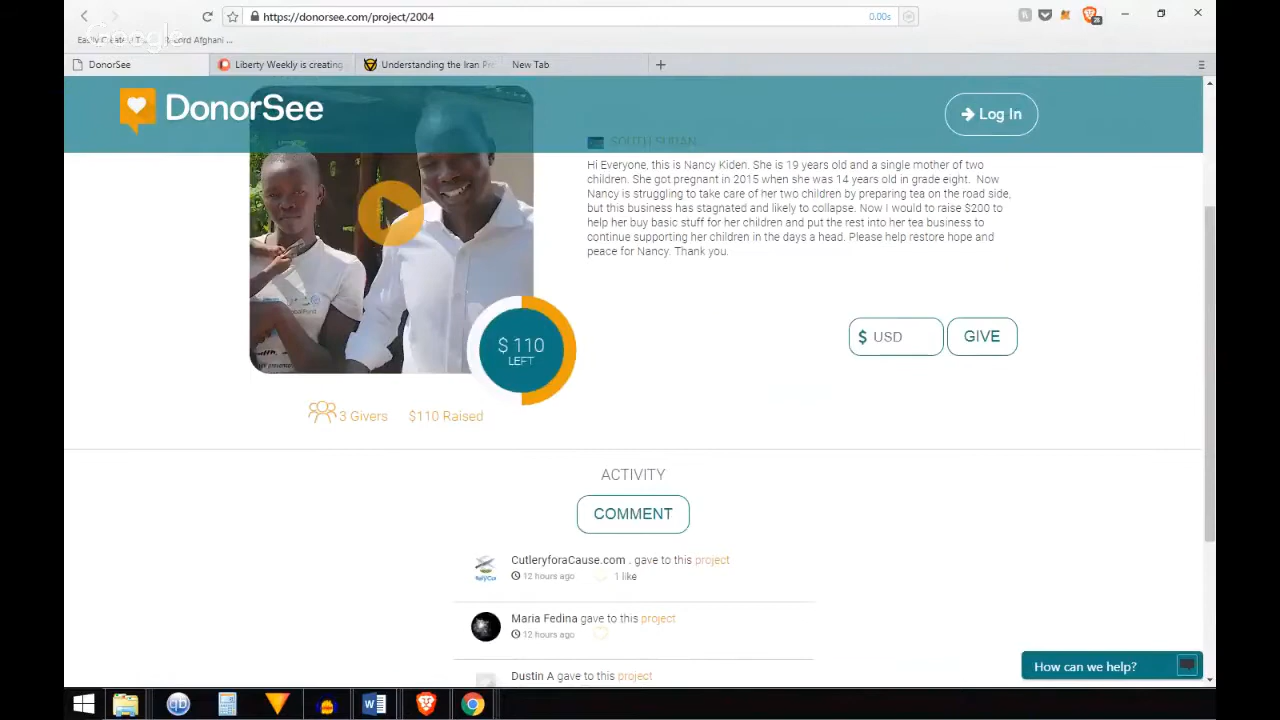 https://donorsee.com/project/2004
0.00s
28
Google
DonorSee
Liberty Weekly is creating
Understanding the Iran Pr
New Tab
DonorSee
Log In
SOUTH SUDAN
Hi Everyone, this is Nancy Kiden. She is 19 years old and a single mother of two
children. She got pregnant in 2015 when she was 14 years old in grade eight. Now
Nancy is struggling to take care of her two children by preparing tea on the road side,
but this business has stagnated and likely to collapse. Now I would to raise $200 to
help her buy basic stuff for her children and put the rest into her tea business to
continue supporting her children in the days a head. Please help restore hope and
peace for Nancy. Thank you.
$ USD
GIVE
$ 110
LEFT
3 Givers
$110 Raised
ACTIVITY
COMMENT
CutleryforaCause.com . gave to this project
12 hours ago
1 like
Maria Fedina gave to this project
12 hours ago
Dustin A gave to this project
How can we help?